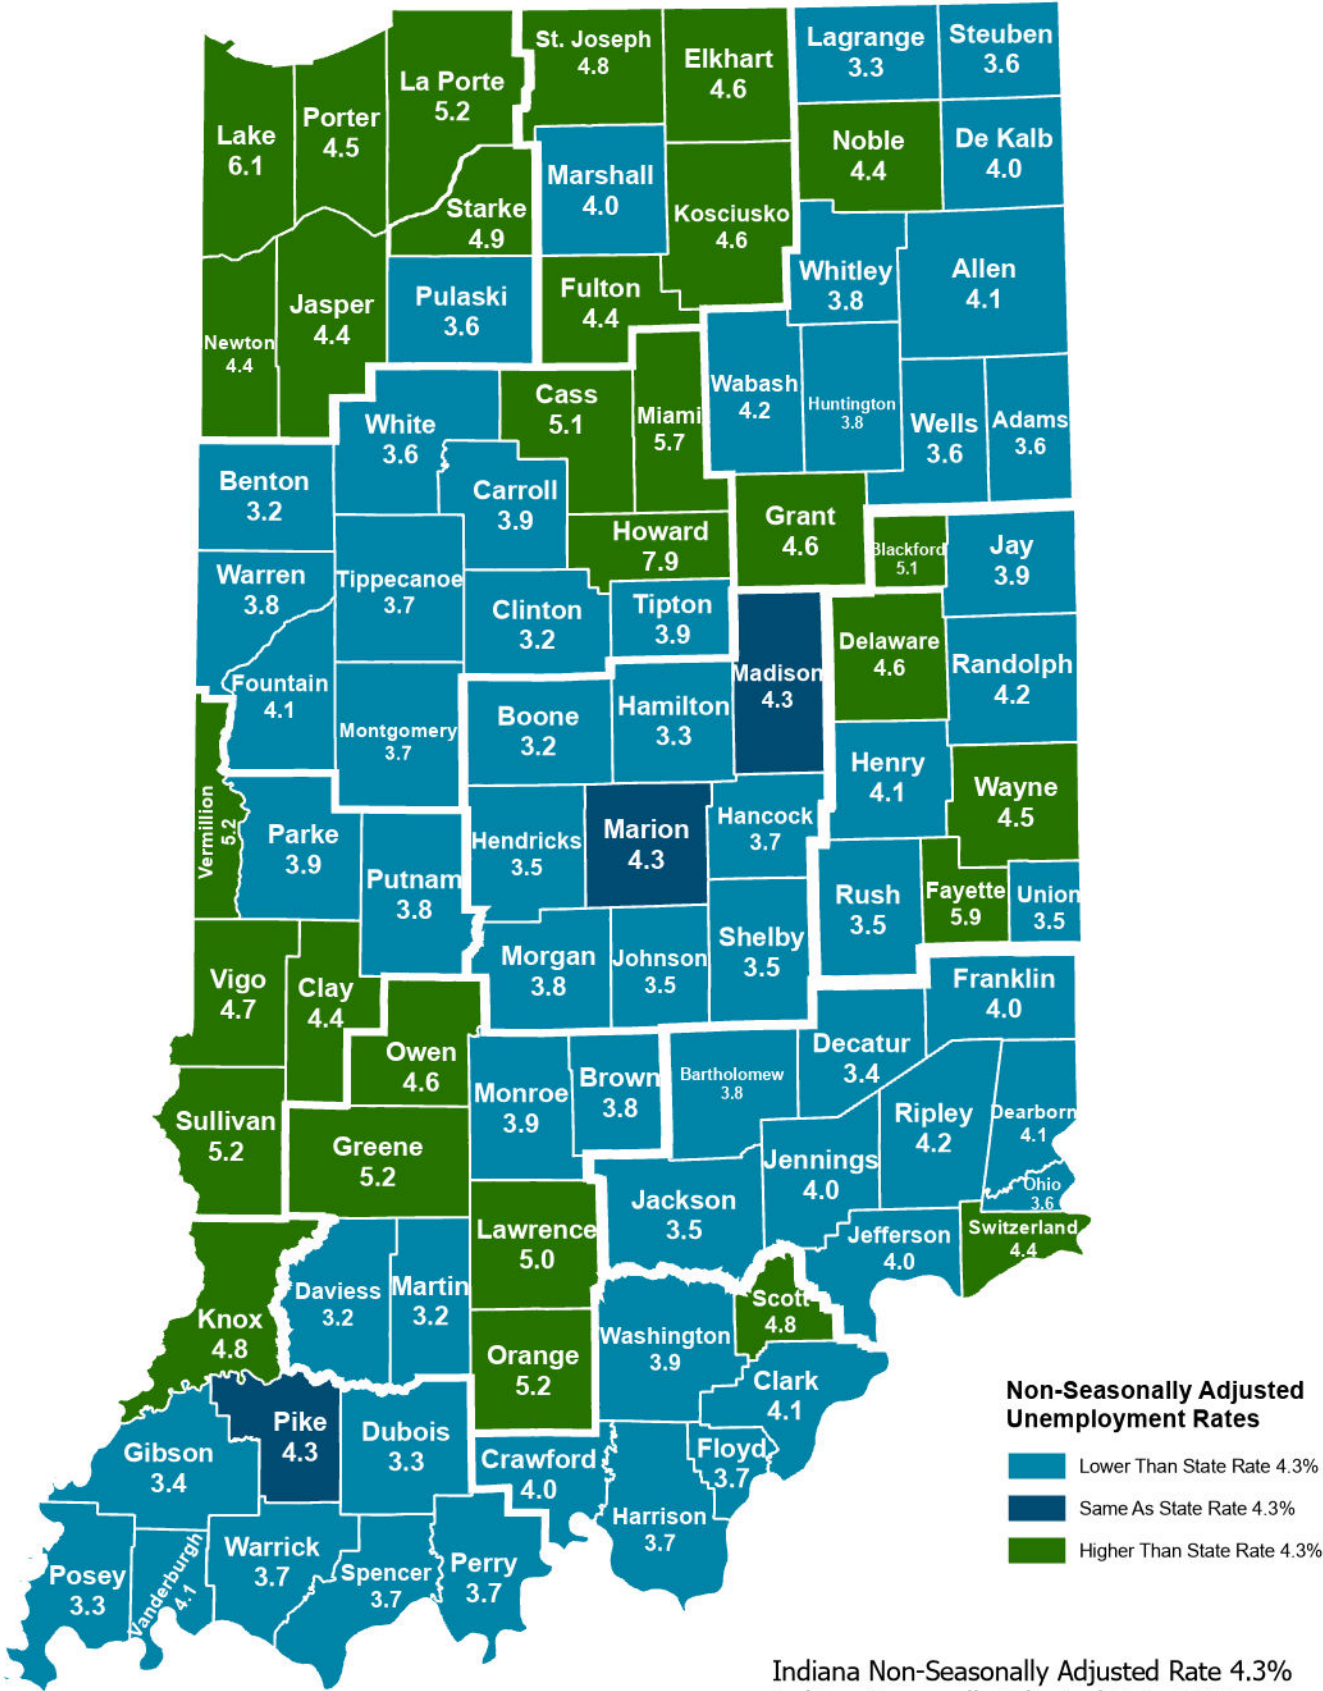 St. Joseph
4.8
Elkhart
4.6
Lagrange
3.3
Steuben
3.6
La Porte
5.2
Porter
4.5
Lake
6.1
Noble
4.4
De Kalb
4.0
Marshall
4.0
Starke
4.9
Kosciusko
4.6
Whitley
3.8
Allen
4.1
Newton
4.4
Jasper
4.4
Pulaski
3.6
Fulton
4.4
White
3.6
Cass
5.1
Miami
5.7
Wabash
4.2
Huntington
3.8
Wells
3.6
Adams
3.6
Benton
3.2
Carroll
3.9
Howard
7.9
Grant
4.6
Blackford
5.1
Jay
3.9
Warren
3.8
Tippecanoe
3.7
Clinton
3.2
Tipton
3.9
Madison
4.3
Delaware
4.6
Randolph
4.2
Fountain
4.1
Montgomery
3.7
Boone
3.2
Hamilton
3.3
Henry
4.1
Wayne
4.5
Vermillion
5.2
Parke
3.9
Putnam
3.8
Hendricks
3.5
Marion
4.3
Hancock
3.7
Rush
3.5
Fayette
5.9
Union
3.5
Vigo
4.7
Clay
4.4
Morgan
3.8
Johnson
3.5
Shelby
3.5
Franklin
4.0
Owen
4.6
Monroe
3.9
Brown
3.8
Bartholomew
3.8
Decatur
3.4
Ripley
4.2
Dearborn
4.1
Sullivan
5.2
Greene
5.2
Jennings
4.0
Ohio
3.6
Jackson
3.5
Lawrence
5.0
Jefferson
4.0
Switzerland
4.4
Knox
4.8
Daviess
3.2
Martin
3.2
Washington
3.9
Scott
4.8
Orange
5.2
Clark
4.1
Gibson
3.4
Pike
4.3
Dubois
3.3
Crawford
4.0
Floyd
3.7
Harrison
3.7
Posey
3.3
Vanderburgh
4.1
Warrick
3.7
Spencer
3.7
Perry
3.7
Non-Seasonally Adjusted
Unemployment Rates
Lower Than State Rate 4.3%
Same As State Rate 4.3%
Higher Than State Rate 4.3%
Indiana Non-Seasonally Adjusted Rate 4.3%